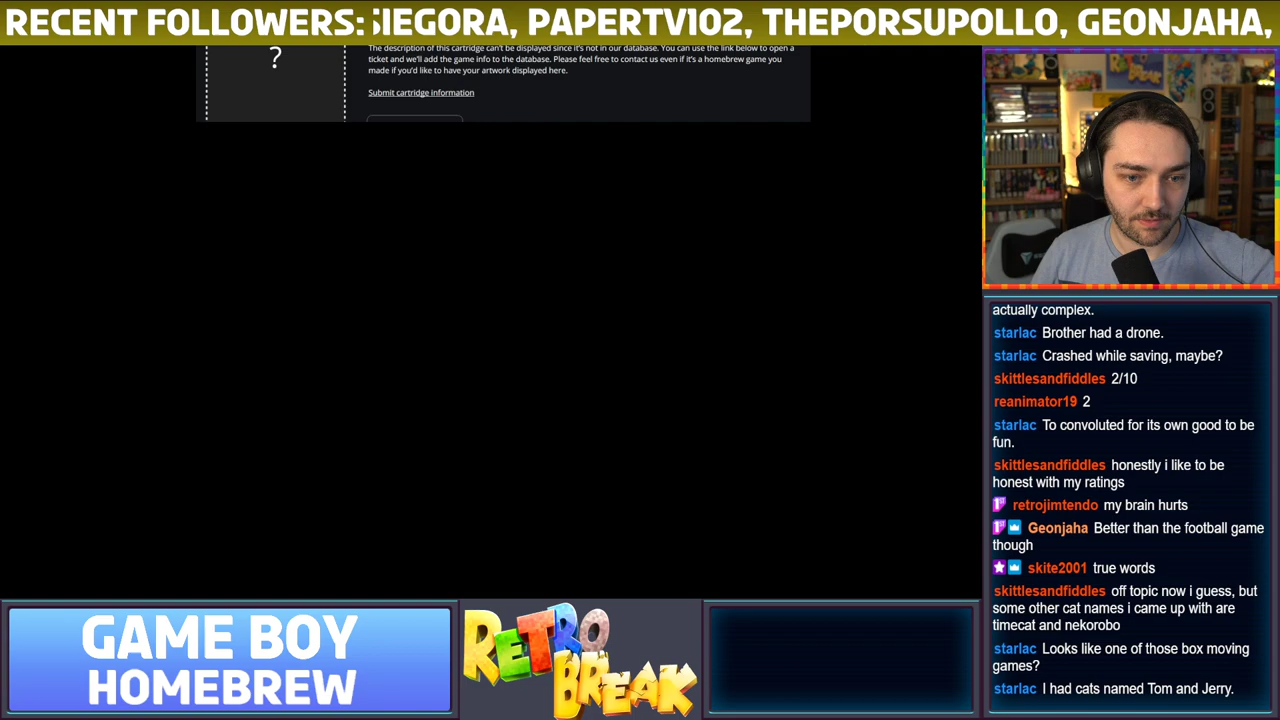 RECENT FOLLOWERS: GIEGORA, PAPERTV102, THEPORSUPOLLO, GEONJAHA,
?
The description of this cartridge can't be displayed since it's not in our database. You can use the link below to open a
ticket and we'll add the game info to the database. Please feel free to contact us even if it's a homebrew game you
made if you'd like to have your artwork displayed here.
Submit cartridge information
actually complex.
starlac Brother had a drone.
starlac Crashed while saving, maybe?
skittlesandfiddles 2/10
reanimator19 2
starlac To convoluted for its own good to be
fun.
skittlesandfiddles honestly i like to be
honest with my ratings
retrojimtendo my brain hurts
Geonjaha Better than the football game
though
skite2001 true words
skittlesandfiddles off topic now i guess, but
some other cat names i came up with are
timecat and nekorobo
starlac Looks like one of those box moving
games?
starlac I had cats named Tom and Jerry.
GAME BOY
HOMEBREW
RETRO
BREAK